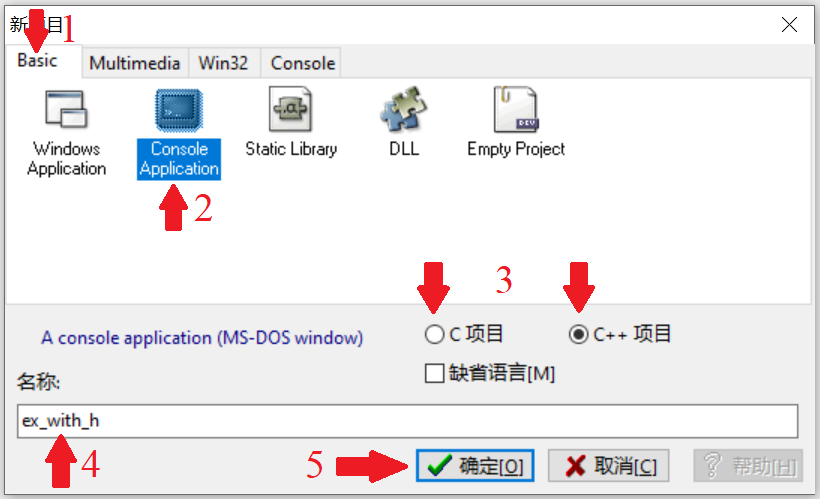 新项目
1
Basic Multimedia Win32 Console
Windows Application
Console Application
Static Library
DLL
DEV
Empty Project
2
3
A console application (MS-DOS window)
C 项目
C++ 项目
缺省语言[M]
名称:
ex_with_h
4
5
确定[O]
取消[C]
帮助[H]